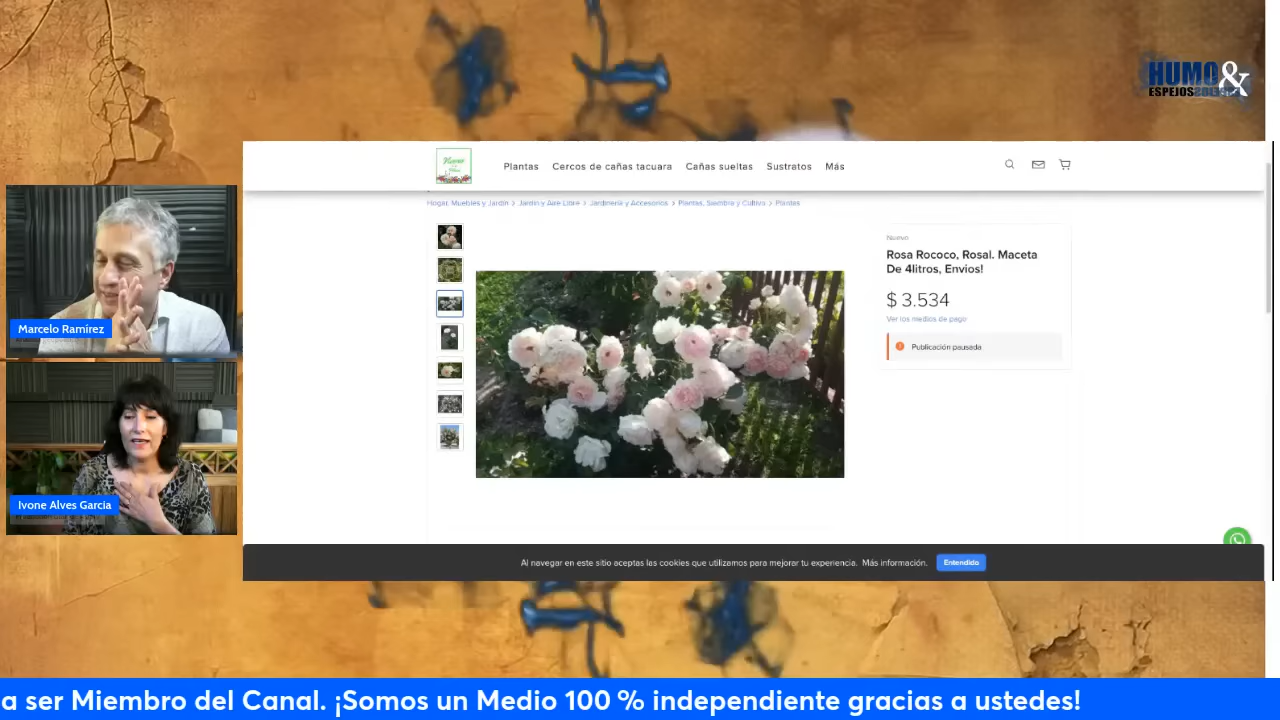 HUMO&
ESPEJOS
Plantas Cercos de cañas tacuara Cañas sueltas Sustratos Más
Hogar, Muebles y Jardín > Jardín y Aire Libre > Jardinería y Accesorios > Plantas, Siembra y Cultivo > Plantas
Nuevo
Rosa Rococo, Rosal. Maceta
De 4litros, Envios!
$ 3.534
Ver los medios de pago
Publicación pausada
Marcelo Ramírez
Ivone Alves García
Al navegar en este sitio aceptas las cookies que utilizamos para mejorar tu experiencia. Más información. Entendido
a ser Miembro del Canal. ¡Somos un Medio 100 % independiente gracias a ustedes!